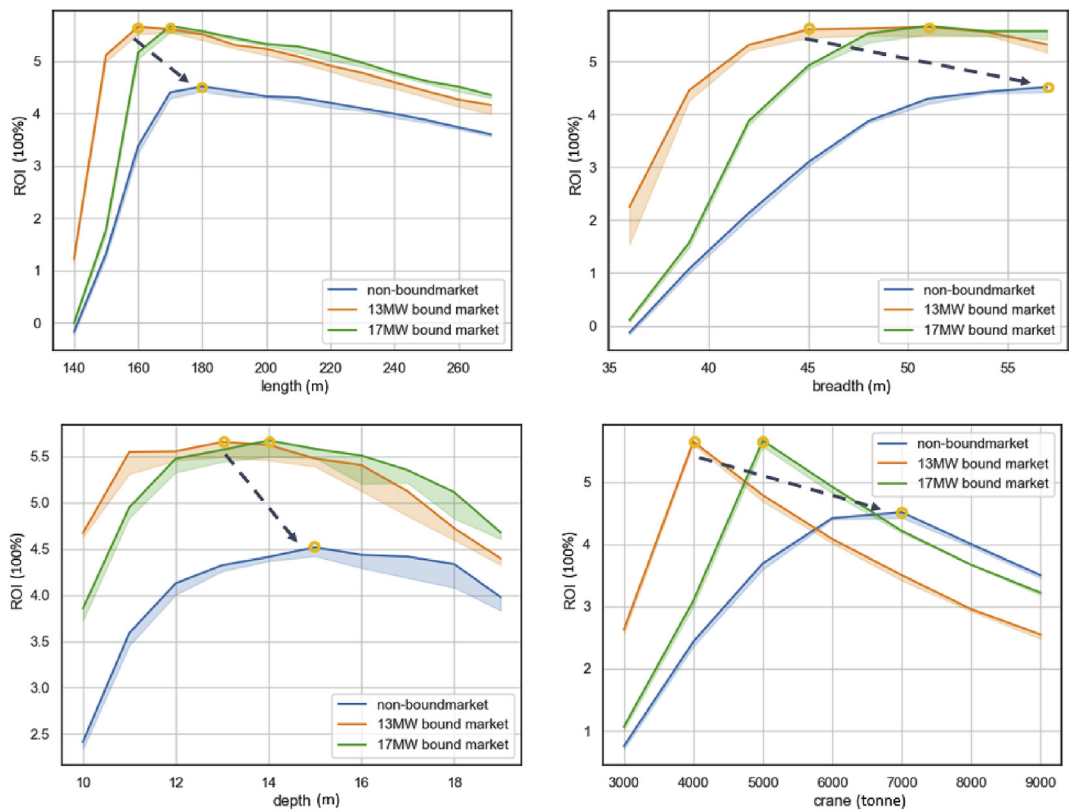 5
4
3
2
1
0
ROI (100%)
140 160 180 200 220 240 260
length (m)
non-boundmarket
13MW bound market
17MW bound market
5
4
3
2
1
0
ROI (100%)
35 40 45 50 55
breadth (m)
non-boundmarket
13MW bound market
17MW bound market
5.5
5.0
4.5
4.0
3.5
3.0
2.5
ROI (100%)
10 12 14 16 18
depth (m)
non-boundmarket
13MW bound market
17MW bound market
5
4
3
2
1
ROI (100%)
3000 4000 5000 6000 7000 8000 9000
crane (tonne)
non-boundmarket
13MW bound market
17MW bound market